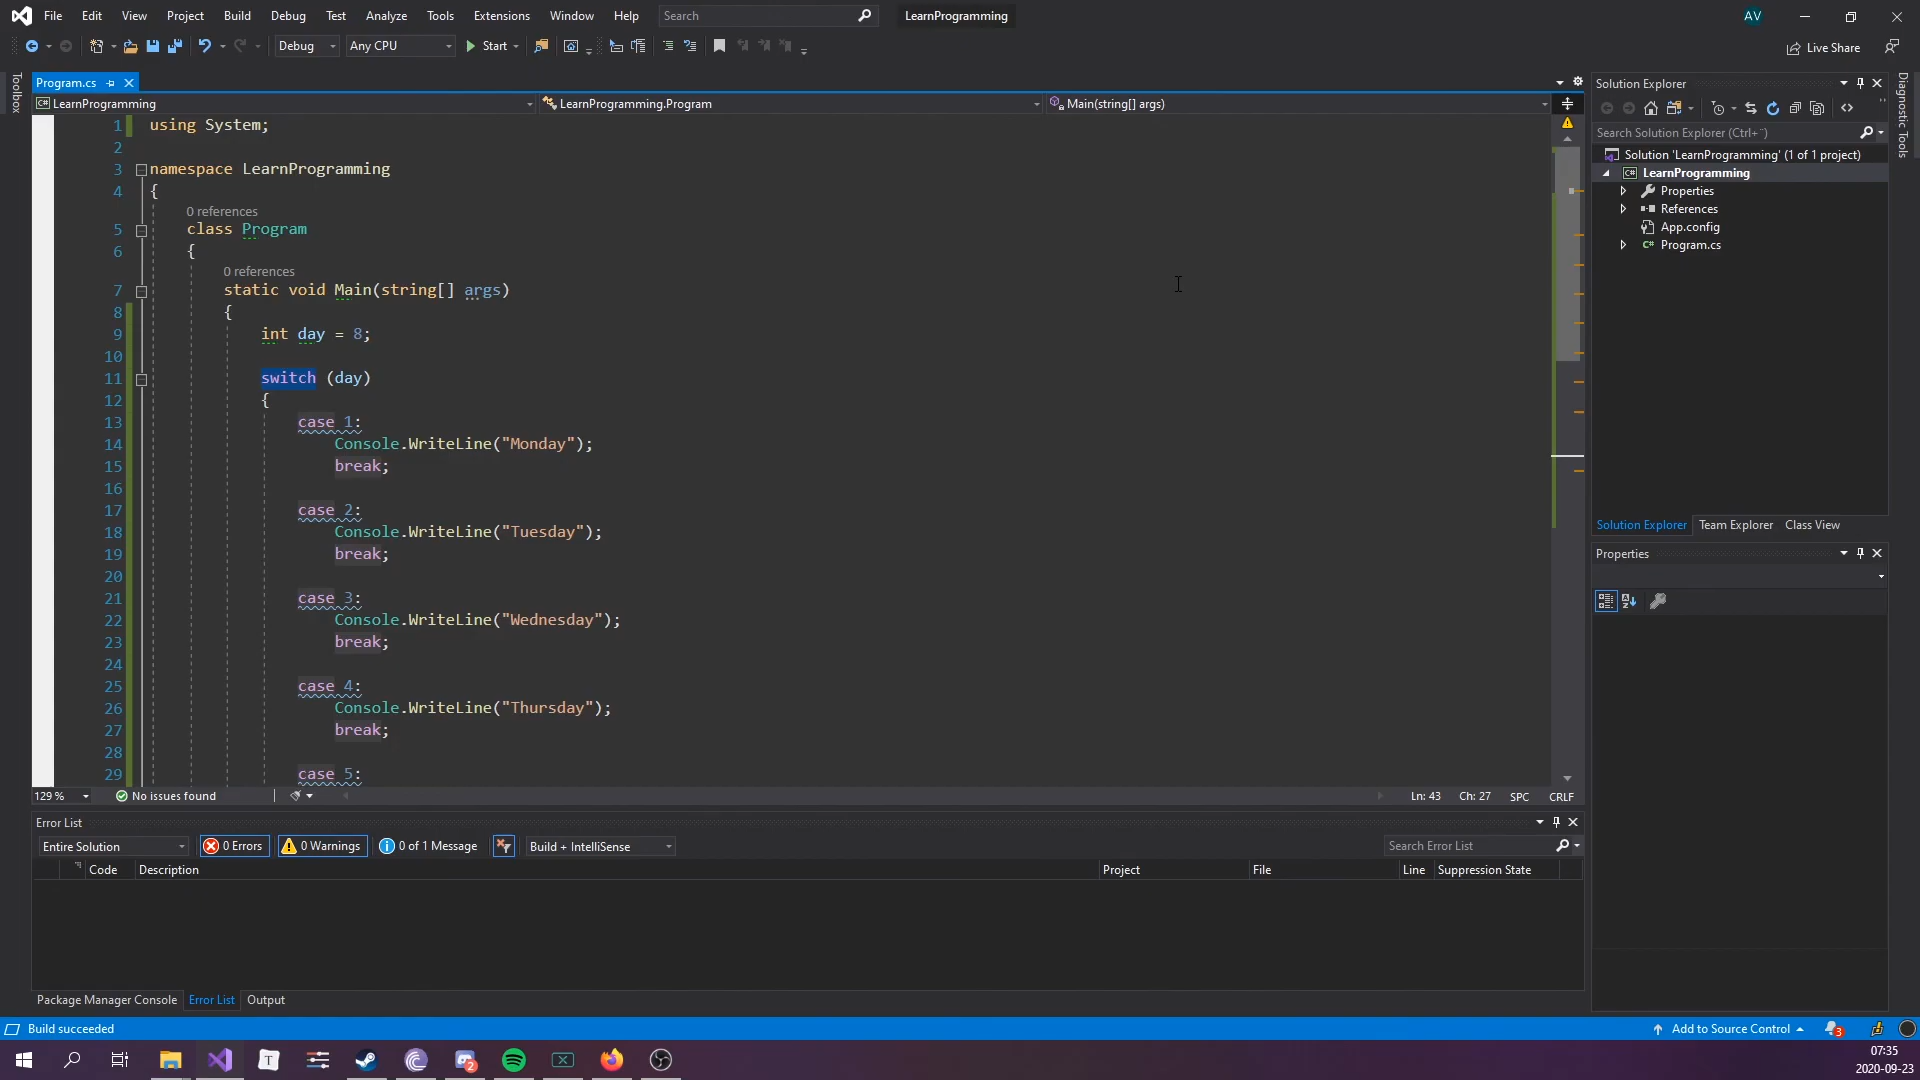 File Edit View Project Build Debug Test Analyze Tools Extensions Window Help Search LearnProgramming AV
Debug Any CPU Start Live Share
Toolbox
Program.cs
LearnProgramming LearnProgramming.Program Main(string[] args)
1 using System;
2
3 namespace LearnProgramming
4 {
0 references
5 class Program
6 {
0 references
7 static void Main(string[] args)
8 {
9 int day = 8;
10
11 switch (day)
12 {
13 case 1:
14 Console.WriteLine("Monday");
15 break;
16
17 case 2:
18 Console.WriteLine("Tuesday");
19 break;
20
21 case 3:
22 Console.WriteLine("Wednesday");
23 break;
24
25 case 4:
26 Console.WriteLine("Thursday");
27 break;
28
29 case 5:
129 % No issues found Ln: 43 Ch: 27 SPC CRLF
Solution Explorer
Search Solution Explorer (Ctrl+¨)
Solution 'LearnProgramming' (1 of 1 project)
LearnProgramming
Properties
References
App.config
C# Program.cs
Solution Explorer Team Explorer Class View
Properties
Diagnostic Tools
Error List
Entire Solution 0 Errors 0 Warnings 0 of 1 Message Build + IntelliSense Search Error List
Code Description Project File Line Suppression State
Package Manager Console Error List Output
Build succeeded Add to Source Control 3
T 2 07:35
2020-09-23